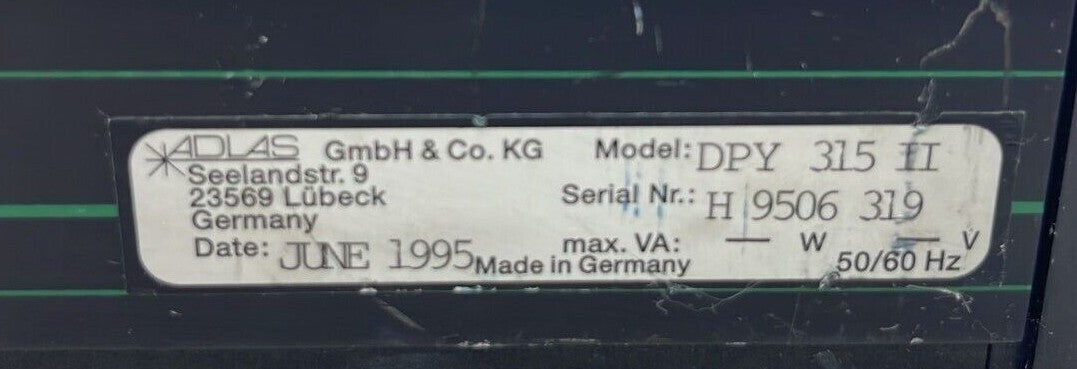 ADLAS GmbH & Co. KG Model: DPY 315 II
Seelandstr. 9
23569 Lübeck Serial Nr.: H 9506 319
Germany
Date: JUNE 1995 max. VA: — W — V
Made in Germany 50/60 Hz